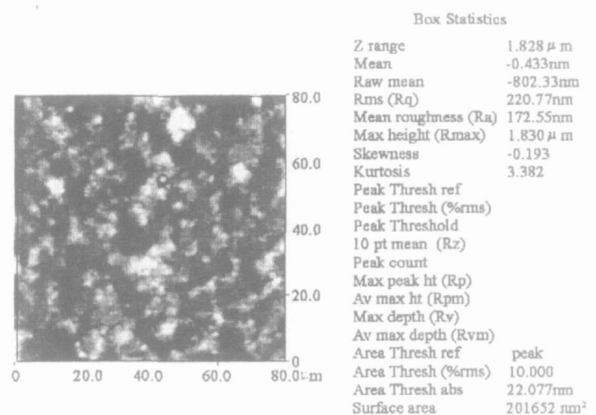 Box Statistics
Z range 1.828 μ m
Mean -0.433nm
Raw mean -802.33nm
Rms (Rq) 220.77nm
Mean roughness (Ra) 172.55nm
Max height (Rmax) 1.830 μ m
Skewness -0.193
Kurtosis 3.382
Peak Thresh ref
Peak Thresh (%rms)
Peak Threshold
10 pt mean (Rz)
Peak count
Max peak ht (Rp)
Av max ht (Rpm)
Max depth (Rv)
Av max depth (Rvm)
Area Thresh ref peak
Area Thresh (%rms) 10.000
Area Thresh abs 22.077nm
Surface area 201652 nm²
80.0
60.0
40.0
20.0
0
0 20.0 40.0 60.0 80.0μm